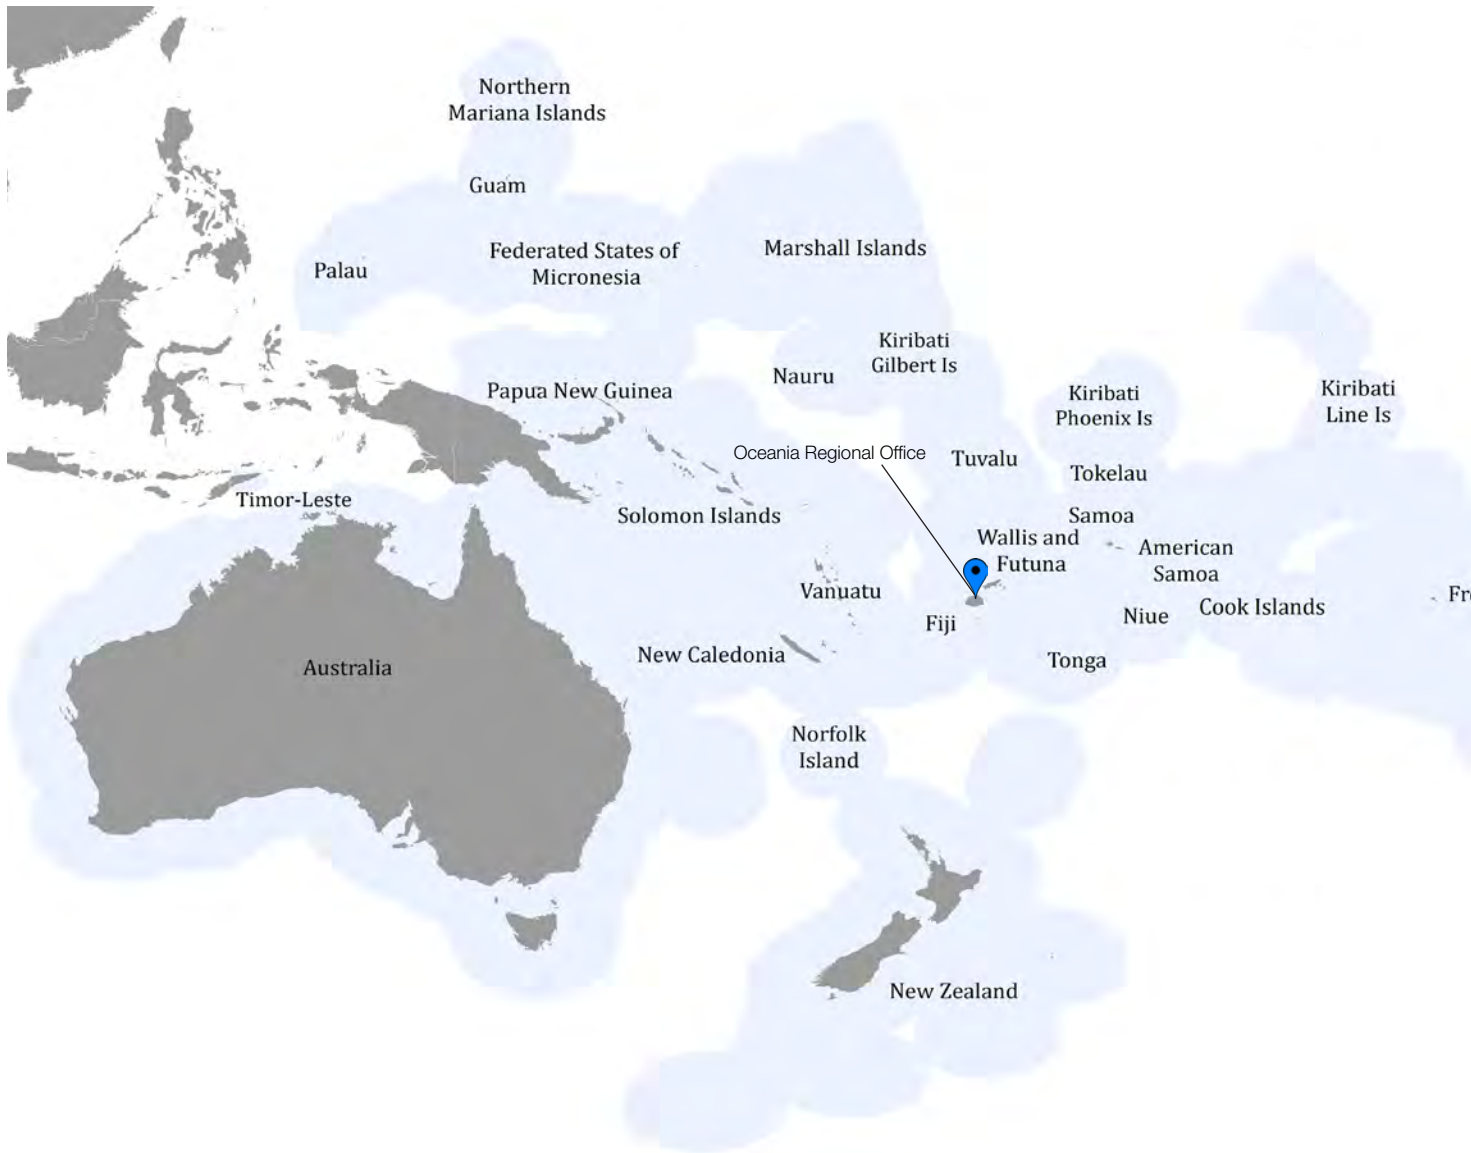 Northern
Mariana Islands
Guam
Federated States of
Micronesia
Marshall Islands
Palau
Kiribati
Gilbert Is
Nauru
Papua New Guinea
Kiribati
Phoenix Is
Kiribati
Line Is
Oceania Regional Office
Tuvalu
Tokelau
Timor-Leste
Solomon Islands
Samoa
Wallis and
Futuna
American
Samoa
Vanuatu
Fiji
Niue
Cook Islands
Fre
New Caledonia
Tonga
Australia
Norfolk
Island
New Zealand